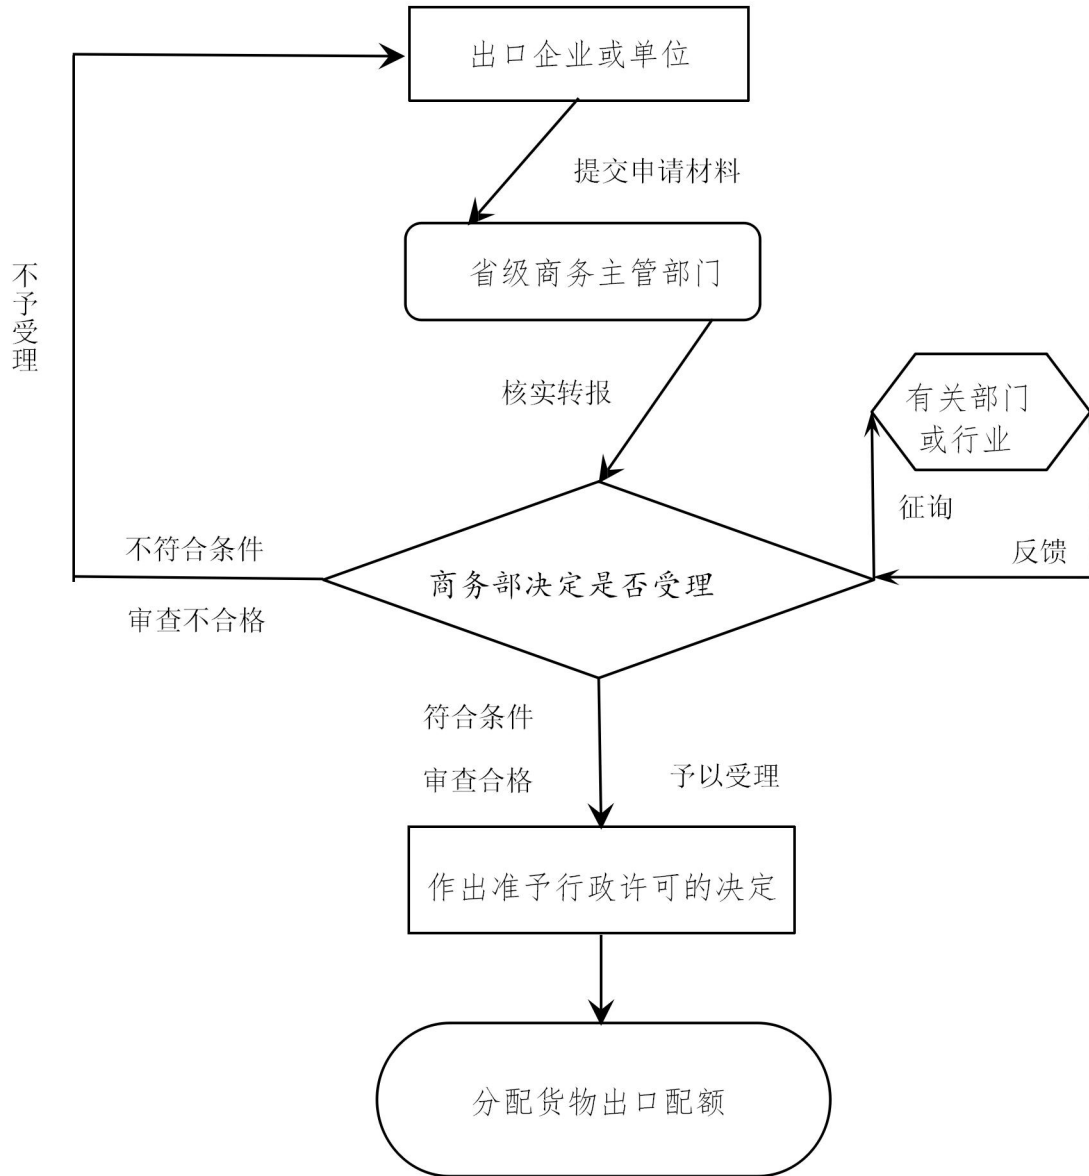 出口企业或单位
提交申请材料
省级商务主管部门
不予受理
核实转报
有关部门
或行业
征询
反馈
不符合条件
商务部决定是否受理
审查不合格
符合条件
审查合格
予以受理
作出准予行政许可的决定
分配货物出口配额